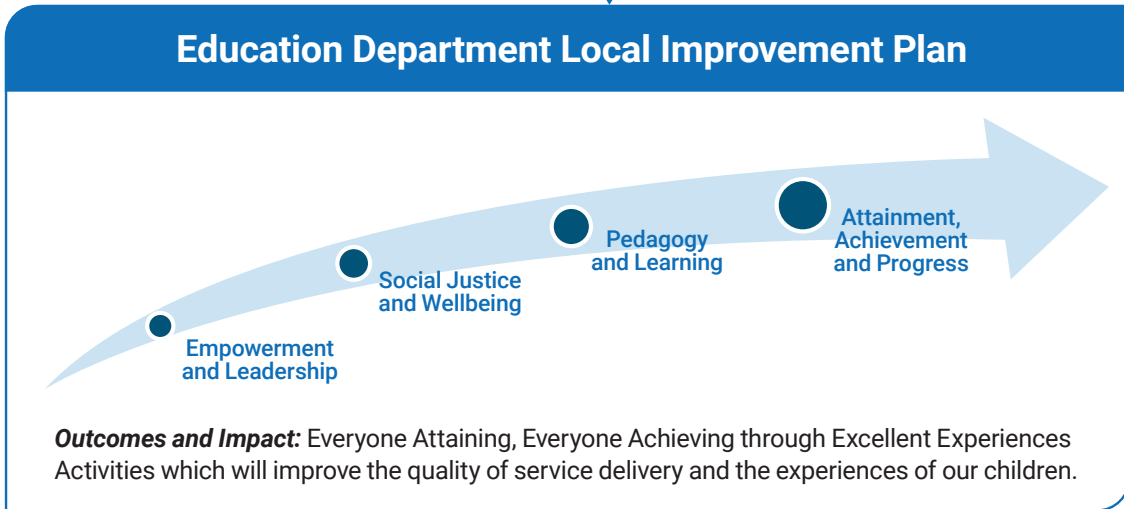 Education Department Local Improvement Plan
Attainment,
Achievement
and Progress
Pedagogy
and Learning
Social Justice
and Wellbeing
Empowerment
and Leadership
Outcomes and Impact: Everyone Attaining, Everyone Achieving through Excellent Experiences
Activities which will improve the quality of service delivery and the experiences of our children.